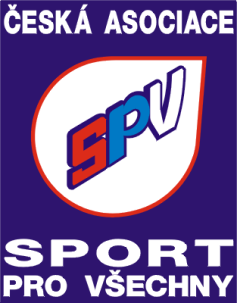 ČESKÁ ASOCIACE
SPV
SPORT
PRO VŠECHNY